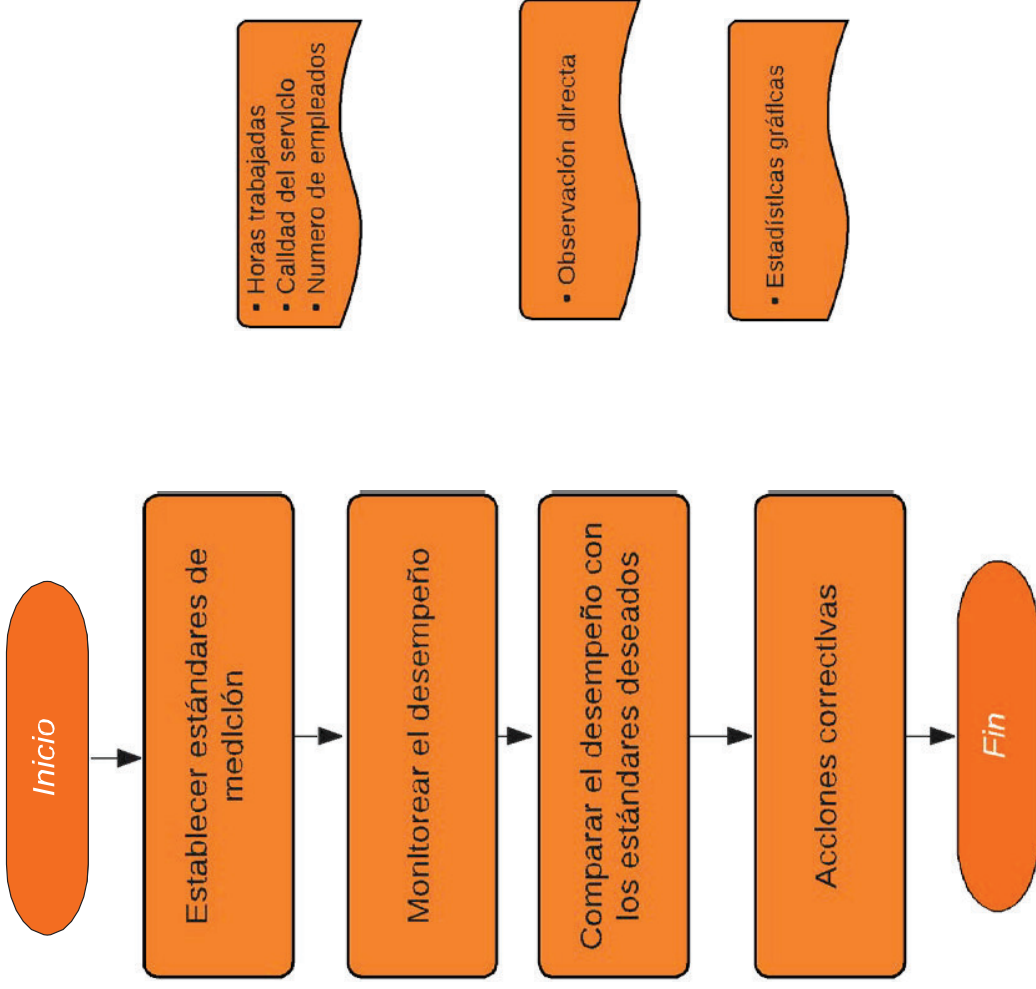 Inicio
Establecer estándares de
medición
Monitorear el desempeño
Comparar el desempeño con
los estándares deseados
Acciones correctivas
Fin
▪ Horas trabajadas
▪ Calidad del servicio
▪ Numero de empleados
▪ Observación directa
▪ Estadísticas gráficas